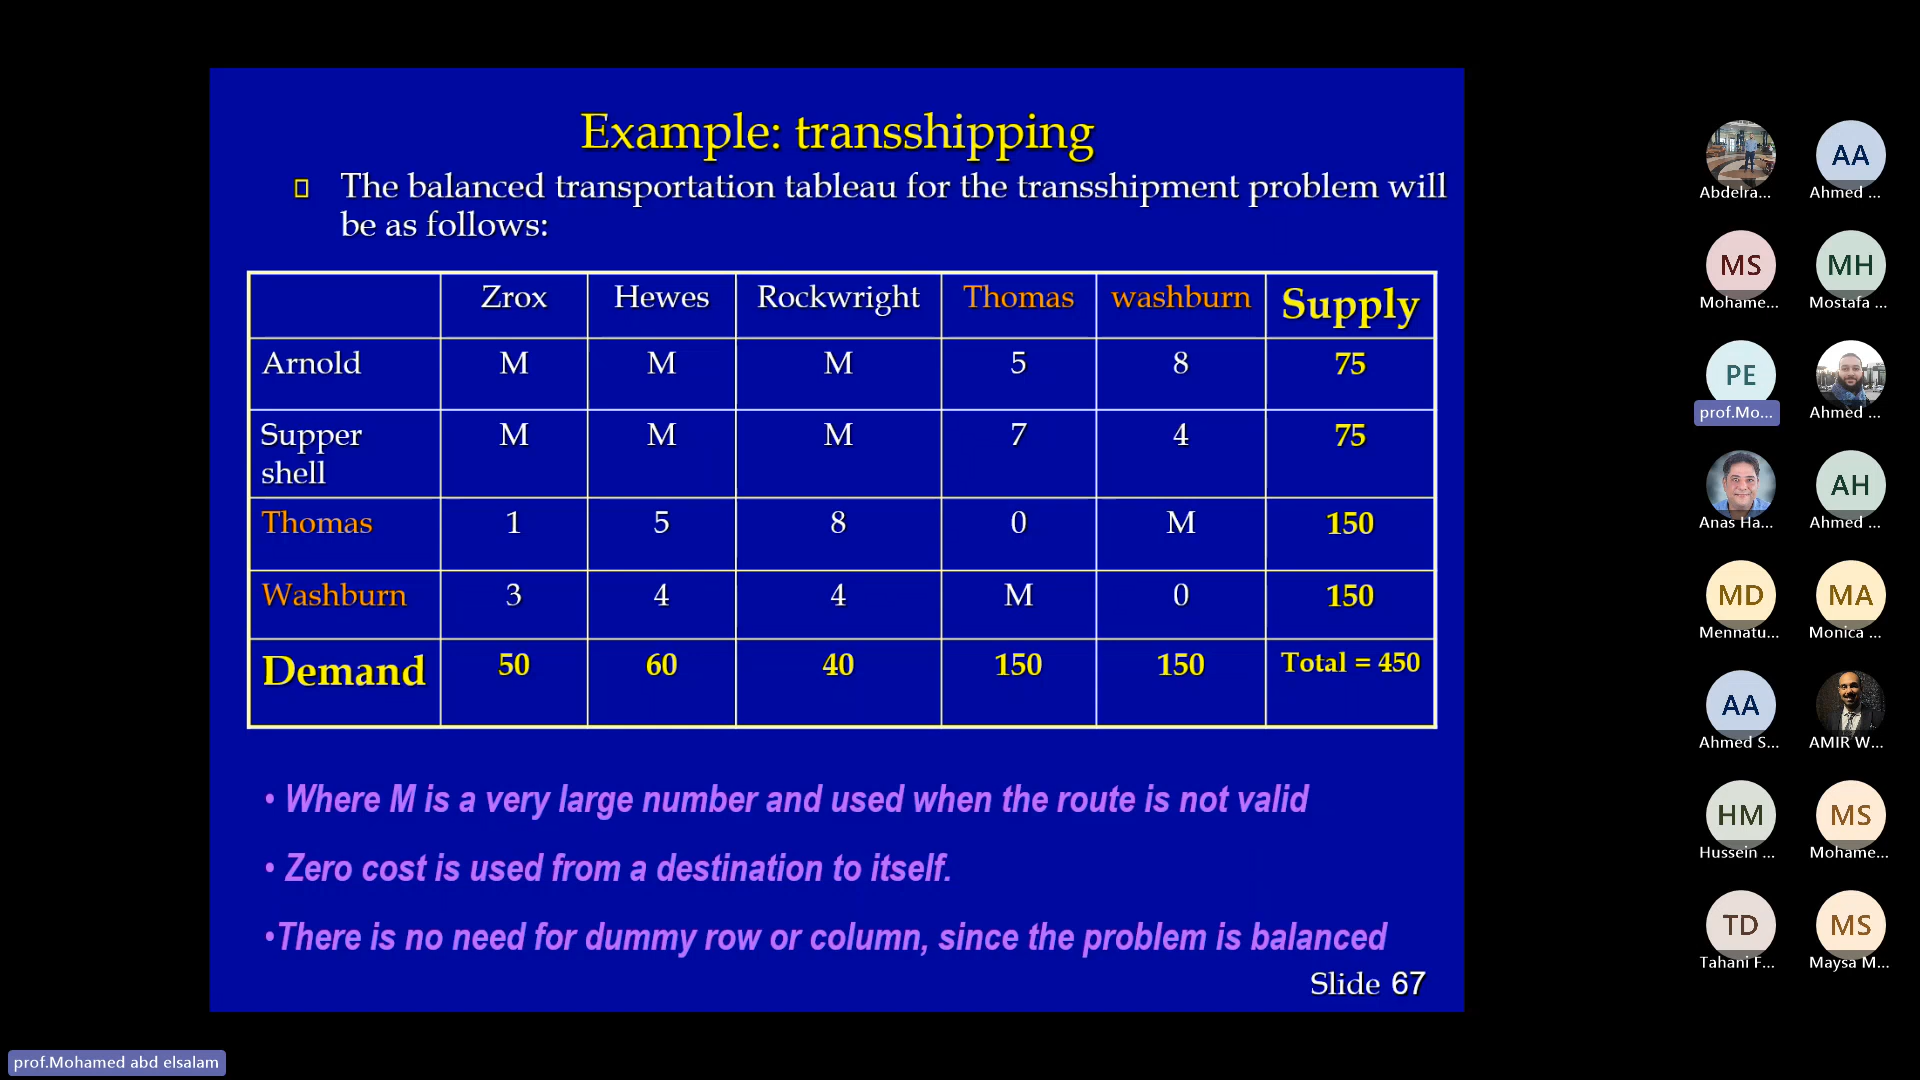 Example: transshipping
The balanced transportation tableau for the transshipment problem will
be as follows:
Zrox Hewes Rockwright Thomas washburn Supply
Arnold M M M 5 8 75
Supper
shell M M M 7 4 75
Thomas 1 5 8 0 M 150
Washburn 3 4 4 M 0 150
Demand 50 60 40 150 150 Total = 450
• Where M is a very large number and used when the route is not valid
• Zero cost is used from a destination to itself.
•There is no need for dummy row or column, since the problem is balanced
Slide 67
prof.Mohamed abd elsalam
Abdelra...
AA
Ahmed ...
MS
Mohame...
MH
Mostafa ...
PE
prof.Mo...
Ahmed ...
Anas Ha...
AH
Ahmed ...
MD
Mennatu...
MA
Monica ...
AA
Ahmed S...
AMIR W...
HM
Hussein ...
MS
Mohame...
TD
Tahani F...
MS
Maysa M...